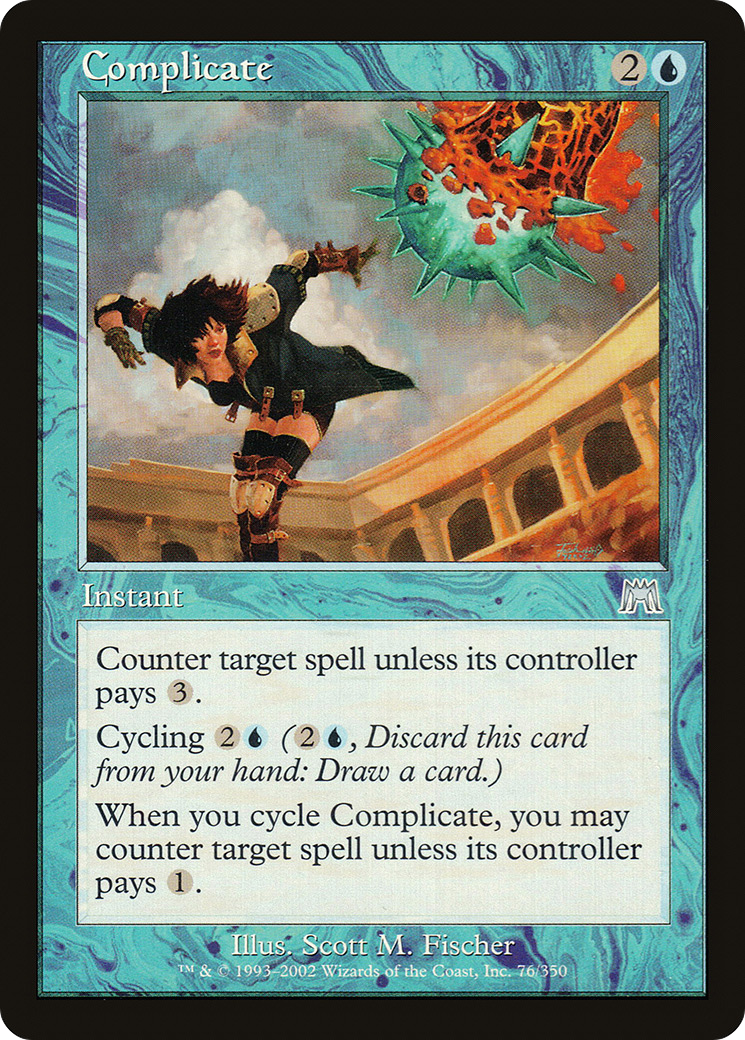 Complicate 2
Instant
Counter target spell unless its controller
pays 3.
Cycling 2 (2, Discard this card
from your hand: Draw a card.)
When you cycle Complicate, you may
counter target spell unless its controller
pays 1.
Illus. Scott M. Fischer
™ & © 1993–2002 Wizards of the Coast, Inc. 76/350